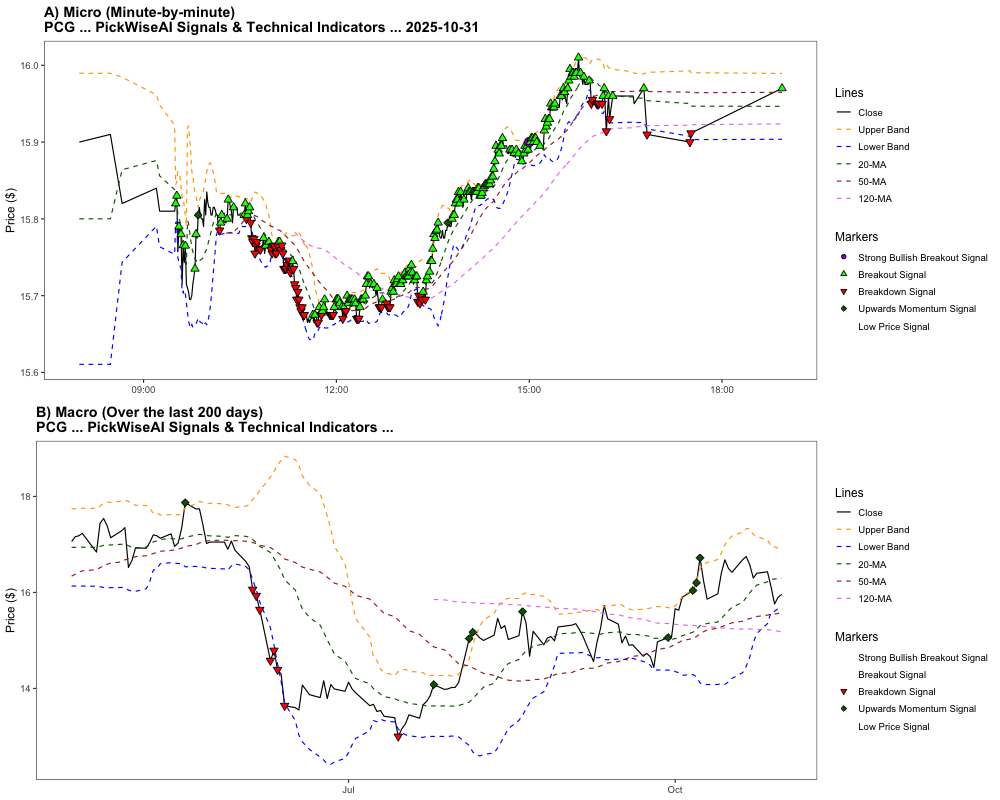 A) Micro (Minute-by-minute)
PCG ... PickWiseAI Signals & Technical Indicators ... 2025-10-31
Price ($)
16.0
15.9
15.8
15.7
15.6
09:00
12:00
15:00
18:00
Lines
Close
Upper Band
Lower Band
20-MA
50-MA
120-MA
Markers
Strong Bullish Breakout Signal
Breakout Signal
Breakdown Signal
Upwards Momentum Signal
Low Price Signal
B) Macro (Over the last 200 days)
PCG ... PickWiseAI Signals & Technical Indicators ...
Price ($)
18
16
14
Jul
Oct
Lines
Close
Upper Band
Lower Band
20-MA
50-MA
120-MA
Markers
Strong Bullish Breakout Signal
Breakout Signal
Breakdown Signal
Upwards Momentum Signal
Low Price Signal